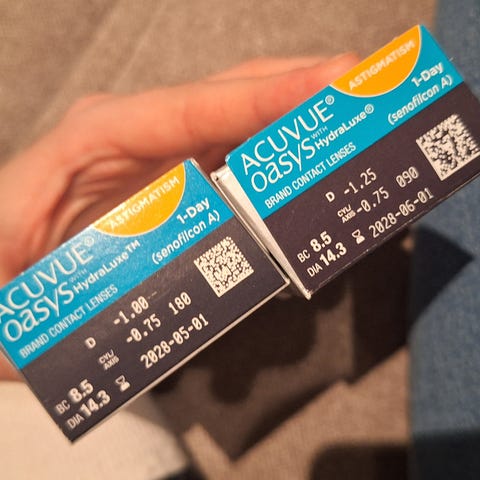 ASTIGMATISM
ACUVUE®
OASYS WITH HydraLuxe™
1-Day
(senofilcon A)
BRAND CONTACT LENSES
D -1.00
CYL/AXIS -0.75 180
BC 8.5
DIA 14.3 2028-05-01
ASTIGMATISM
ACUVUE®
OASYS WITH HydraLuxe®
1-Day
(senofilcon A)
BRAND CONTACT LENSES
D -1.25
CYL/AXIS -0.75 090
BC 8.5
DIA 14.3 2028-06-01